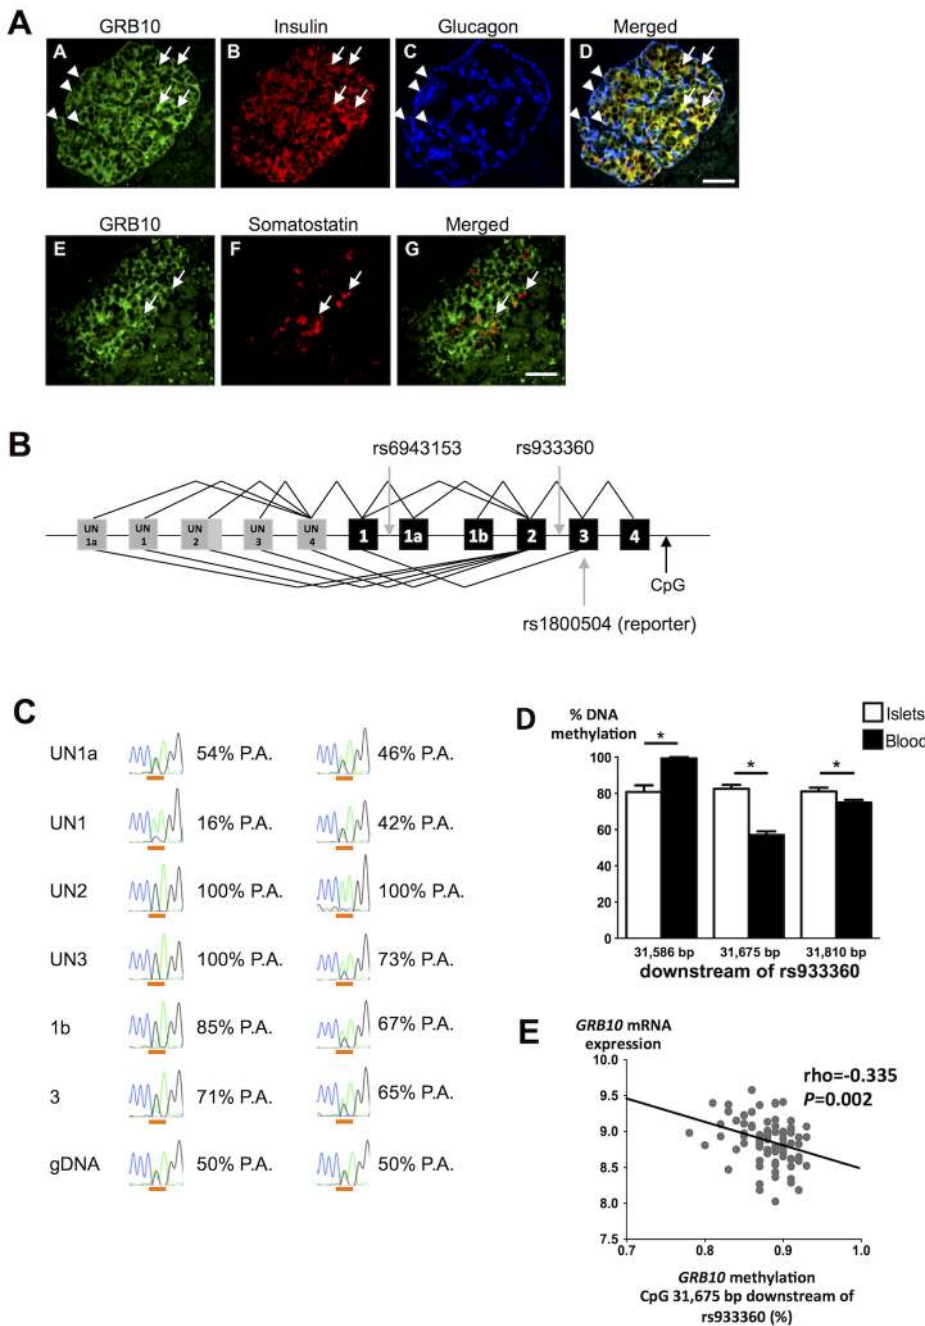 A
GRB10 Insulin Glucagon Merged
A B C D
GRB10 Somatostatin Merged
E F G
B
rs6943153 rs933360
UN 1a UN 1 UN 2 UN 3 UN 4 1 1a 1b 2 3 4
CpG
rs1800504 (reporter)
C
UN1a 54% P.A. 46% P.A.
UN1 16% P.A. 42% P.A.
UN2 100% P.A. 100% P.A.
UN3 100% P.A. 73% P.A.
1b 85% P.A. 67% P.A.
3 71% P.A. 65% P.A.
gDNA 50% P.A. 50% P.A.
D
% DNA
methylation
Islets
Blood
* * *
100
80
60
40
20
0
31,586 bp 31,675 bp 31,810 bp
downstream of rs933360
E
GRB10 mRNA
expression
rho=-0.335
P=0.002
10.0
9.5
9.0
8.5
8.0
7.5
0.7 0.8 0.9 1.0
GRB10 methylation
CpG 31,675 bp downstream of
rs933360 (%)